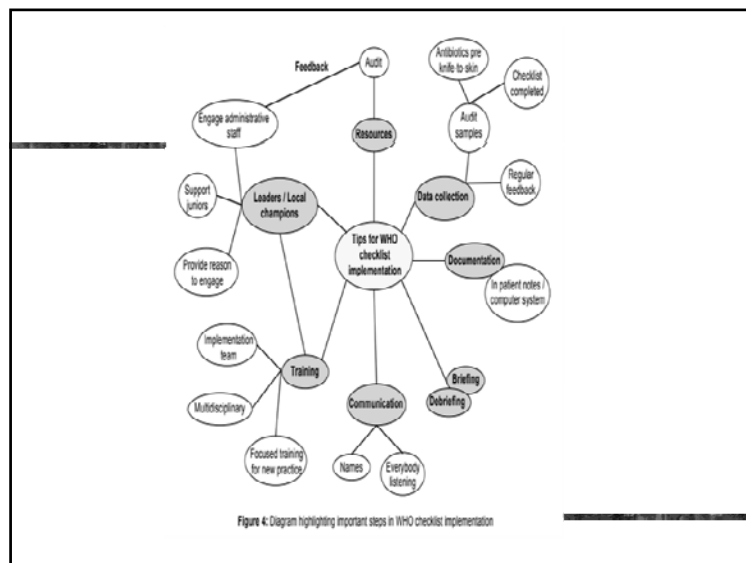 Feedback
Audit
Antibiotics pre
knife-to skin
Checklist
completed
Engage administrative
staff
Resources
Audit
samples
Support
juniors
Leaders / Local
champions
Data collection
Regular
feedback
Tips for WHO
checklist
implementation
Provide reason
to engage
Documentation
In patient notes /
computer system
Implementation
team
Training
Briefing
Debriefing
Multidisciplinary
Communication
Focused training
for new practice
Names
Everybody
listening
Figure 4: Diagram highlighting important steps in WHO checklist implementation